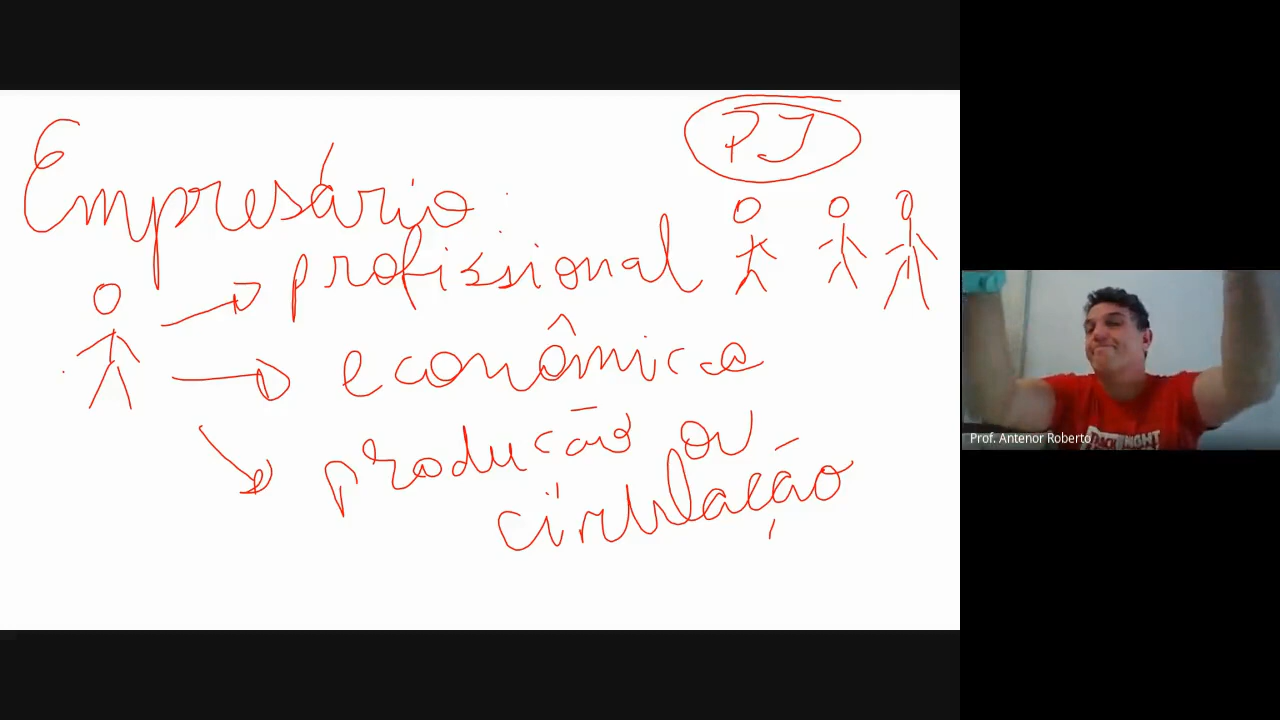 PJ
Empresário
profissional
econômica
produção ou
circulação
Prof. Antenor Roberto